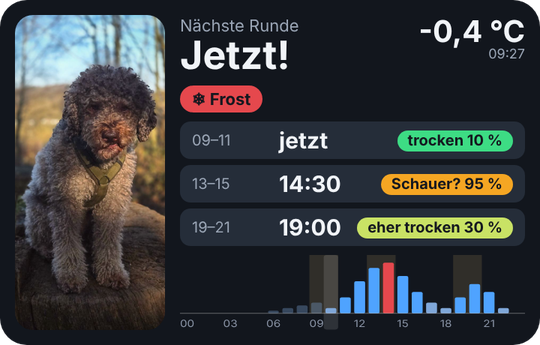 Nächste Runde
Jetzt!
-0,4 °C
09:27
❄ Frost
09–11 jetzt trocken 10 %
13–15 14:30 Schauer? 95 %
19–21 19:00 eher trocken 30 %
00 03 06 09 12 15 18 21